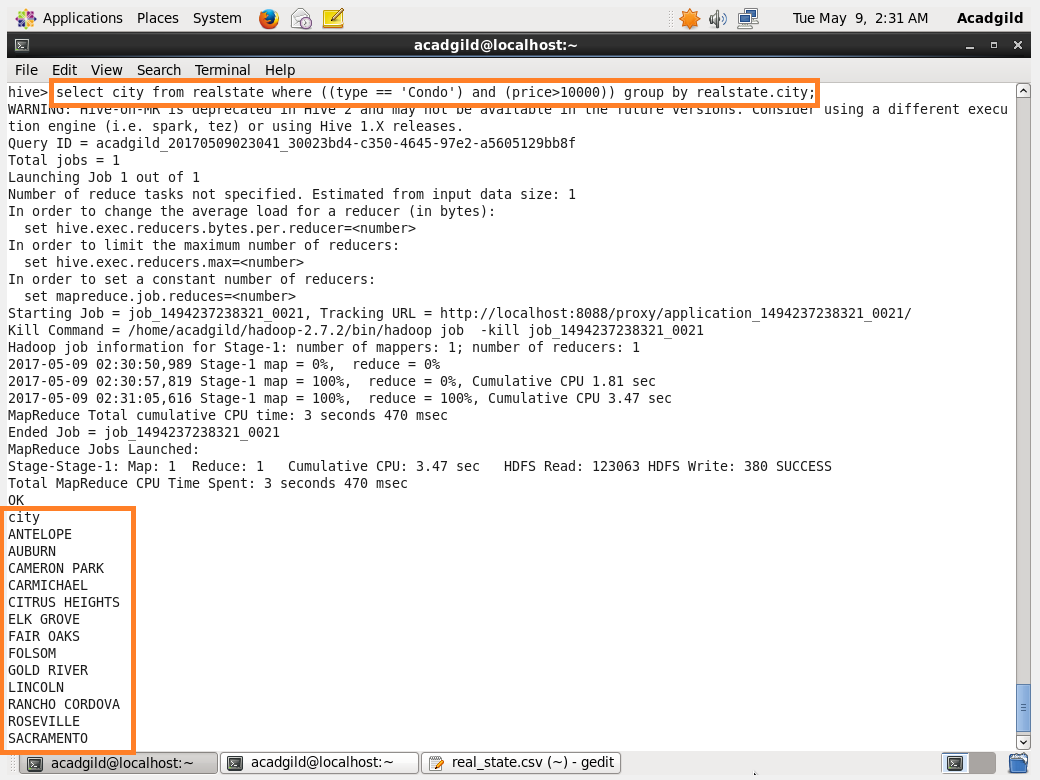 Applications Places System Tue May 9, 2:31 AM Acadgild
acadgild@localhost:~
File Edit View Search Terminal Help
hive> select city from realstate where ((type == 'Condo') and (price>10000)) group by realstate.city;
WARNING: Hive-on-MR is deprecated in Hive 2 and may not be available in the future versions. Consider using a different execu
tion engine (i.e. spark, tez) or using Hive 1.X releases.
Query ID = acadgild_20170509023041_30023bd4-c350-4645-97e2-a5605129bb8f
Total jobs = 1
Launching Job 1 out of 1
Number of reduce tasks not specified. Estimated from input data size: 1
In order to change the average load for a reducer (in bytes):
  set hive.exec.reducers.bytes.per.reducer=<number>
In order to limit the maximum number of reducers:
  set hive.exec.reducers.max=<number>
In order to set a constant number of reducers:
  set mapreduce.job.reduces=<number>
Starting Job = job_1494237238321_0021, Tracking URL = http://localhost:8088/proxy/application_1494237238321_0021/
Kill Command = /home/acadgild/hadoop-2.7.2/bin/hadoop job  -kill job_1494237238321_0021
Hadoop job information for Stage-1: number of mappers: 1; number of reducers: 1
2017-05-09 02:30:50,989 Stage-1 map = 0%,  reduce = 0%
2017-05-09 02:30:57,819 Stage-1 map = 100%,  reduce = 0%, Cumulative CPU 1.81 sec
2017-05-09 02:31:05,616 Stage-1 map = 100%,  reduce = 100%, Cumulative CPU 3.47 sec
MapReduce Total cumulative CPU time: 3 seconds 470 msec
Ended Job = job_1494237238321_0021
MapReduce Jobs Launched:
Stage-Stage-1: Map: 1  Reduce: 1   Cumulative CPU: 3.47 sec   HDFS Read: 123063 HDFS Write: 380 SUCCESS
Total MapReduce CPU Time Spent: 3 seconds 470 msec
OK
city
ANTELOPE
AUBURN
CAMERON PARK
CARMICHAEL
CITRUS HEIGHTS
ELK GROVE
FAIR OAKS
FOLSOM
GOLD RIVER
LINCOLN
RANCHO CORDOVA
ROSEVILLE
SACRAMENTO
acadgild@localhost:~ acadgild@localhost:~ real_state.csv (~) - gedit